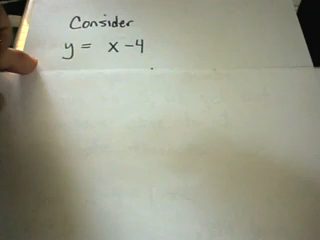 Consider
y = x - 4